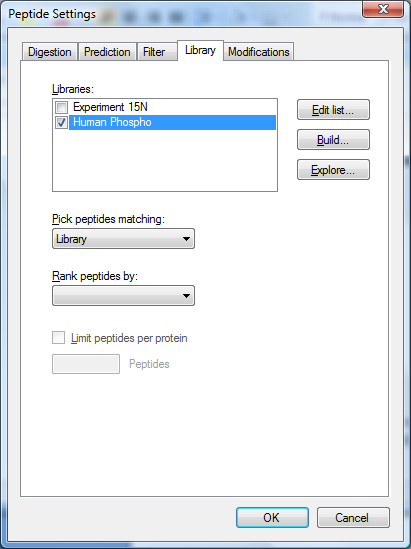 Peptide Settings
Digestion Prediction Filter Library Modifications
Libraries:
Experiment 15N
Human Phospho
Edit list...
Build...
Explore...
Pick peptides matching:
Library
Rank peptides by:
Limit peptides per protein
Peptides
OK Cancel